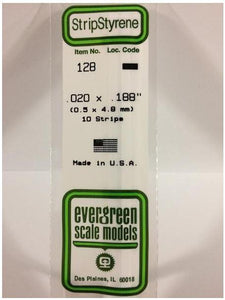 StripStyrene
Item No. Loc. Code
128
.020 x .188"
(0.5 x 4.8 mm)
10 Strips
Made in U.S.A.
evergreen
scale models
Des Plaines, IL 60018